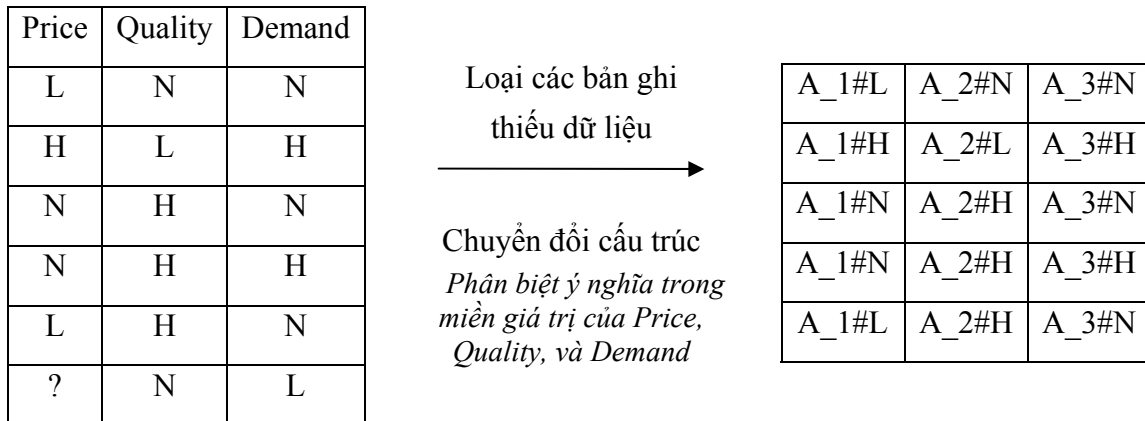 Price Quality Demand
L N N
H L H
N H N
N H H
L H N
? N L
Loại các bản ghi
thiếu dữ liệu
Chuyển đổi cấu trúc
Phân biệt ý nghĩa trong
miền giá trị của Price,
Quality, và Demand
A_1#L A_2#N A_3#N
A_1#H A_2#L A_3#H
A_1#N A_2#H A_3#N
A_1#N A_2#H A_3#H
A_1#L A_2#H A_3#N